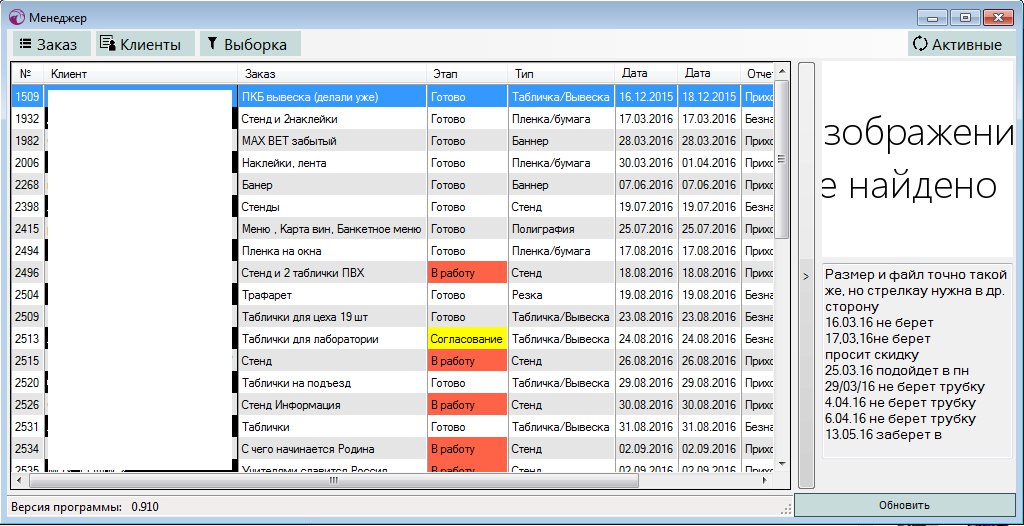 Менеджер
Заказ Клиенты Выборка Активные
№ Клиент Заказ Этап Тип Дата Дата Отче
1509 ПКБ вывеска (делали уже) Готово Табличка/Вывеска 16.12.2015 18.12.2015 Прихо
1932 Стенд и 2наклейки Готово Пленка/бумага 17.03.2016 17.03.2016 Безна
1982 MAX BET забытый Готово Баннер 28.03.2016 28.03.2016 Прихо
2006 Наклейки, лента Готово Пленка/бумага 30.03.2016 01.04.2016 Прихо
2268 Банер Готово Баннер 07.06.2016 07.06.2016 Прихо
2398 Стенды Готово Стенд 19.07.2016 19.07.2016 Безна
2415 Меню , Карта вин, Банкетное меню Готово Полиграфия 25.07.2016 25.07.2016 Прихо
2494 Пленка на окна Готово Пленка/бумага 17.08.2016 17.08.2016 Прихо
2496 Стенд и 2 таблички ПВХ В работу Стенд 18.08.2016 18.08.2016 Прихо
2504 Трафарет Готово Резка 19.08.2016 19.08.2016 Безна
2509 Таблички для цеха 19 шт Готово Табличка/Вывеска 23.08.2016 23.08.2016 Безна
2513 Таблички для лаборатории Согласование Табличка/Вывеска 24.08.2016 24.08.2016 Безна
2515 Стенд В работу Стенд 26.08.2016 26.08.2016 Прихо
2520 Таблички на подъезд Готово Табличка/Вывеска 29.08.2016 29.08.2016 Прихо
2526 Стенд Информация В работу Стенд 30.08.2016 30.08.2016 Прихо
2531 Таблички Готово Табличка/Вывеска 31.08.2016 31.08.2016 Безна
2534 С чего начинается Родина В работу Стенд 02.09.2016 02.09.2016 Прихо
2535 Учителями славится Россия В работу Стенд 02.09.2016 02.09.2016 Прихо
>
зображени
е найдено
Размер и файл точно такой
же, но стрелкау нужна в др.
сторону
16.03.16 не берет
17,03,16не берет
просит скидку
25.03.16 подойдет в пн
29/03/16 не берет трубку
4.04.16 не берет трубку
6.04.16 не берет трубку
13.05.16 заберет в
Версия программы: 0.910
Обновить